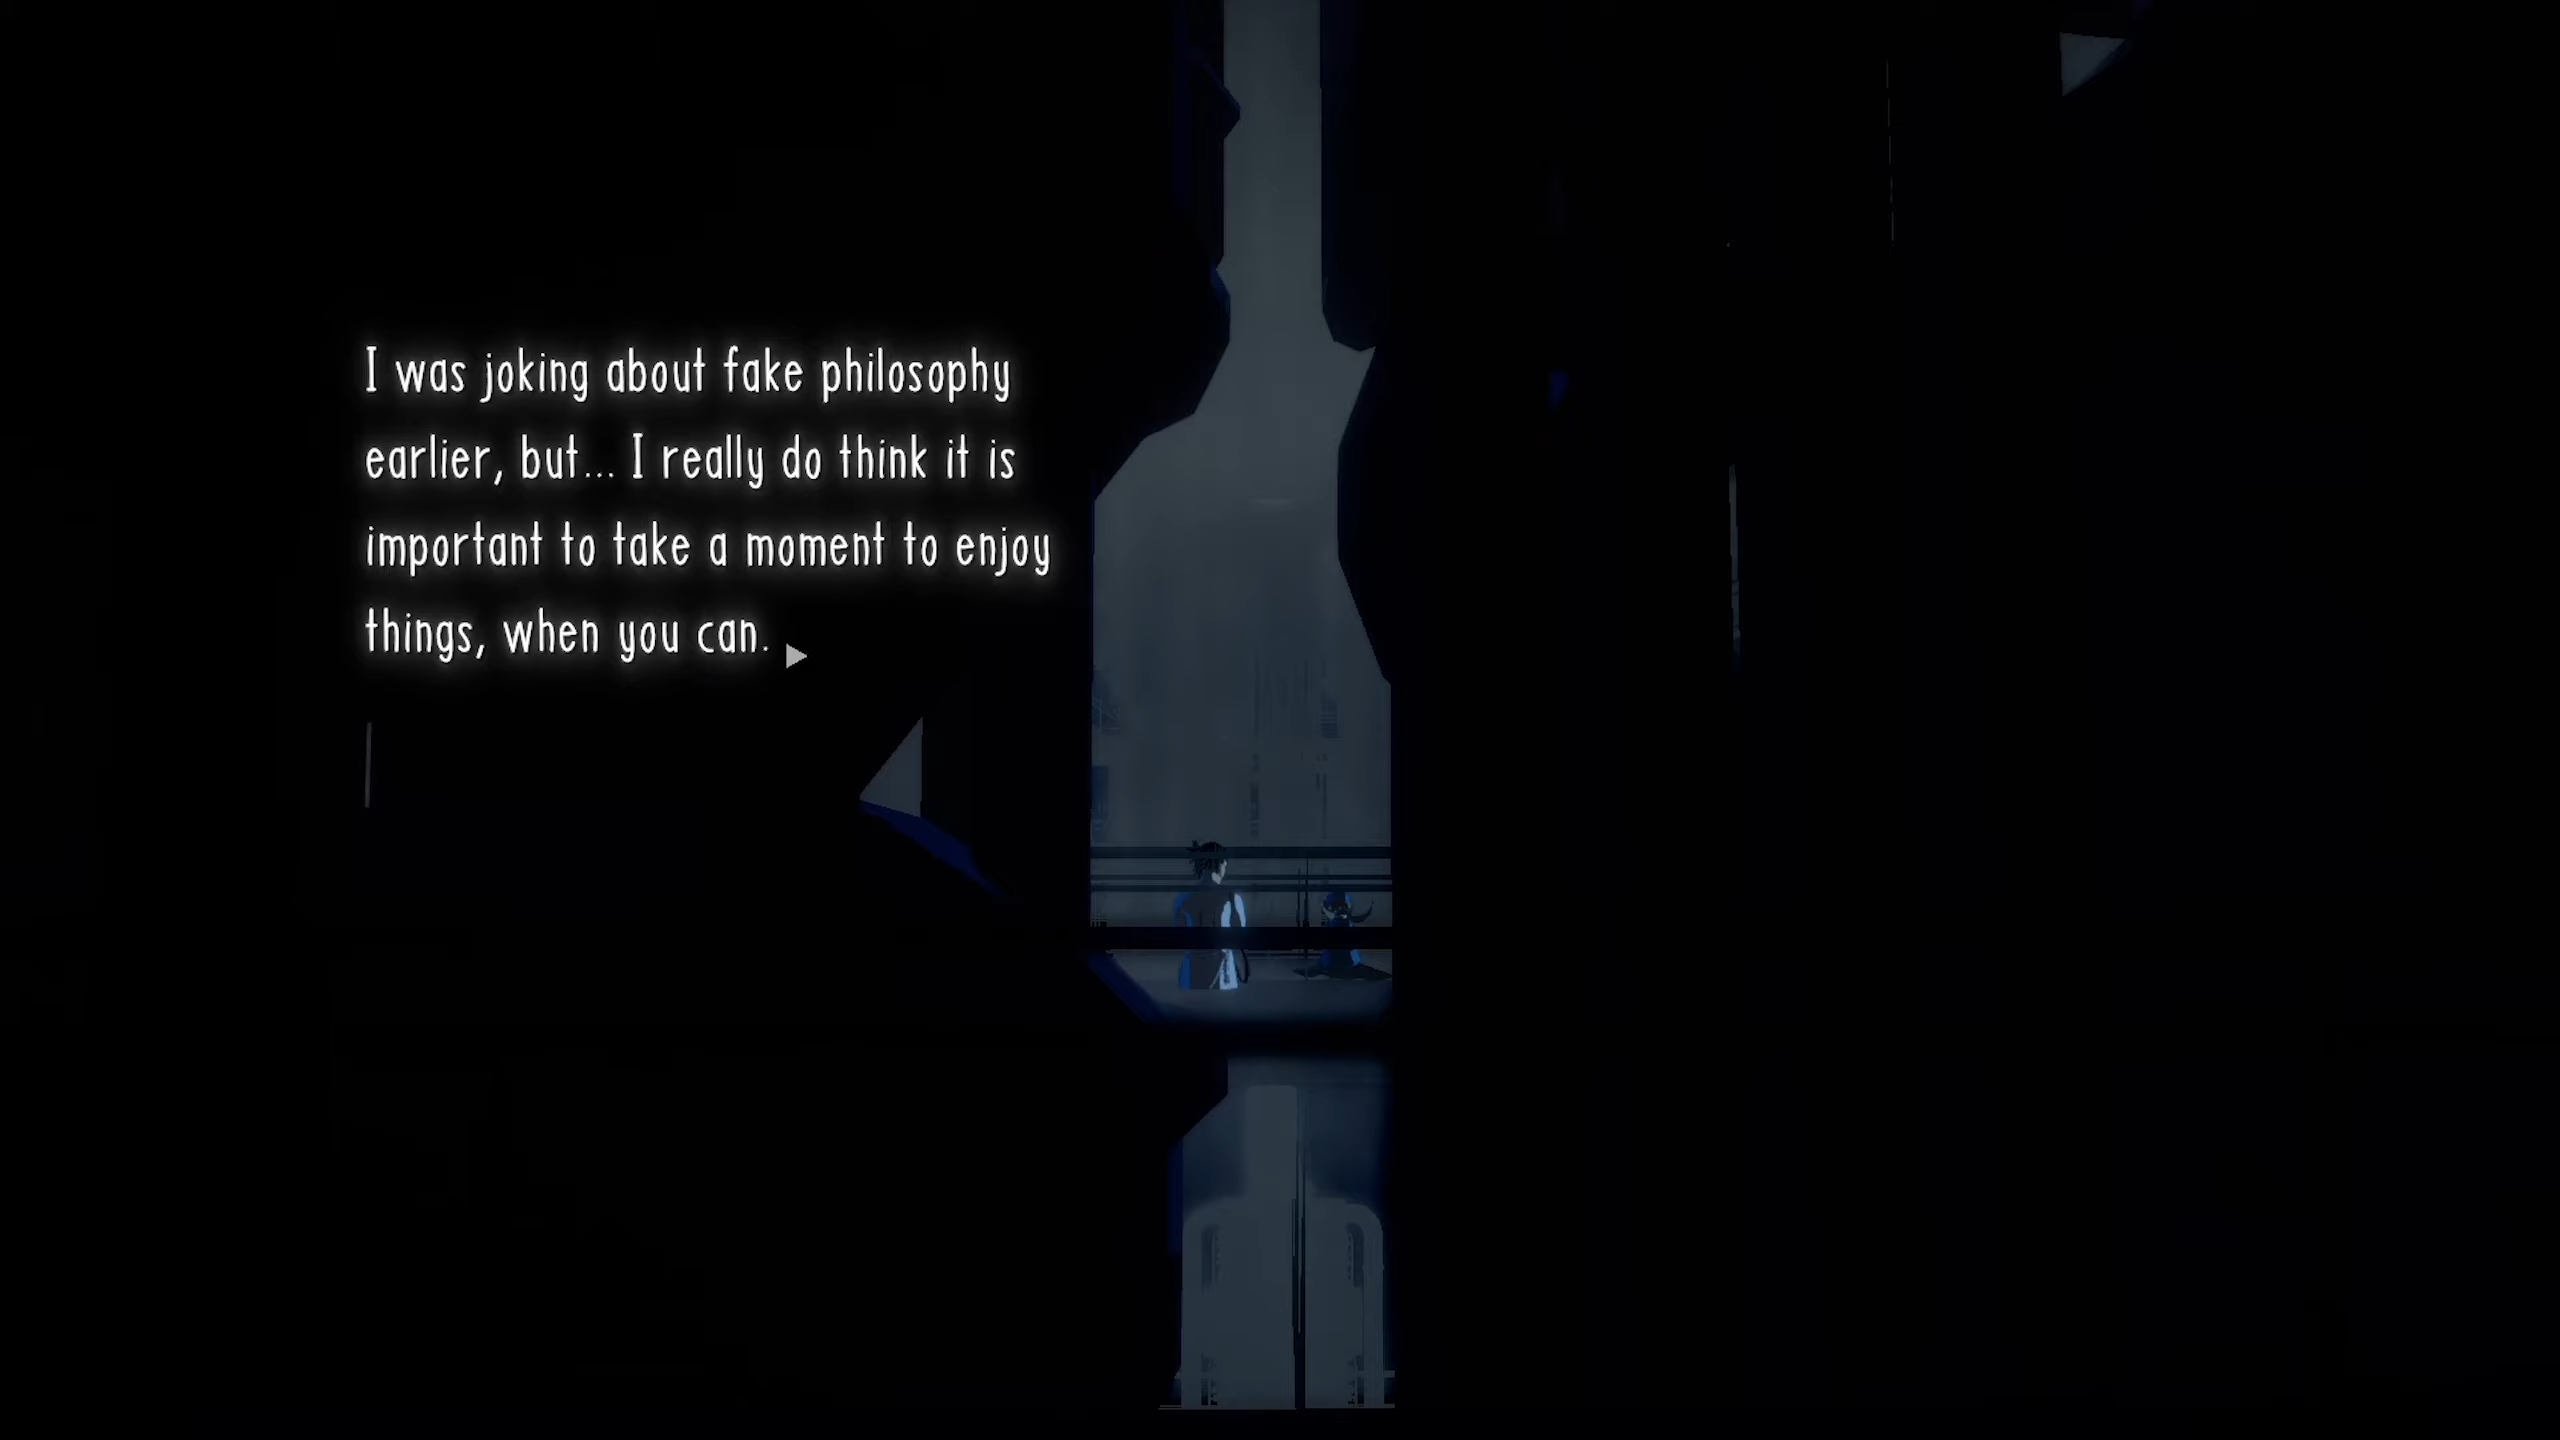 I was joking about fake philosophy
earlier, but... I really do think it is
important to take a moment to enjoy
things, when you can.